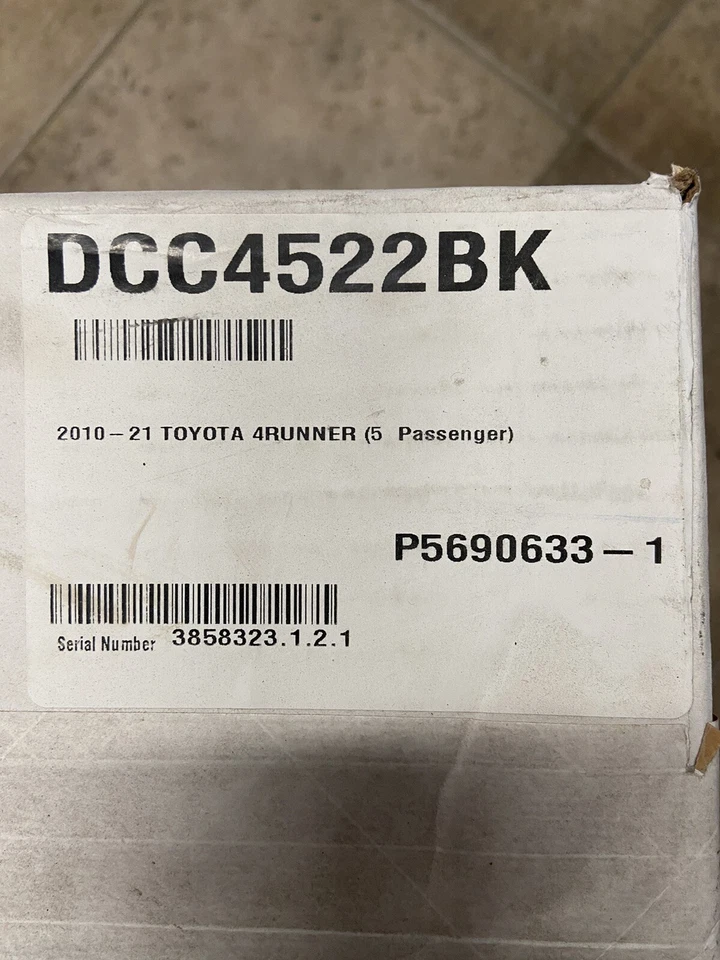 DCC4522BK
2010-21 TOYOTA 4RUNNER (5 Passenger)
P5690633-1
Serial Number 3858323.1.2.1